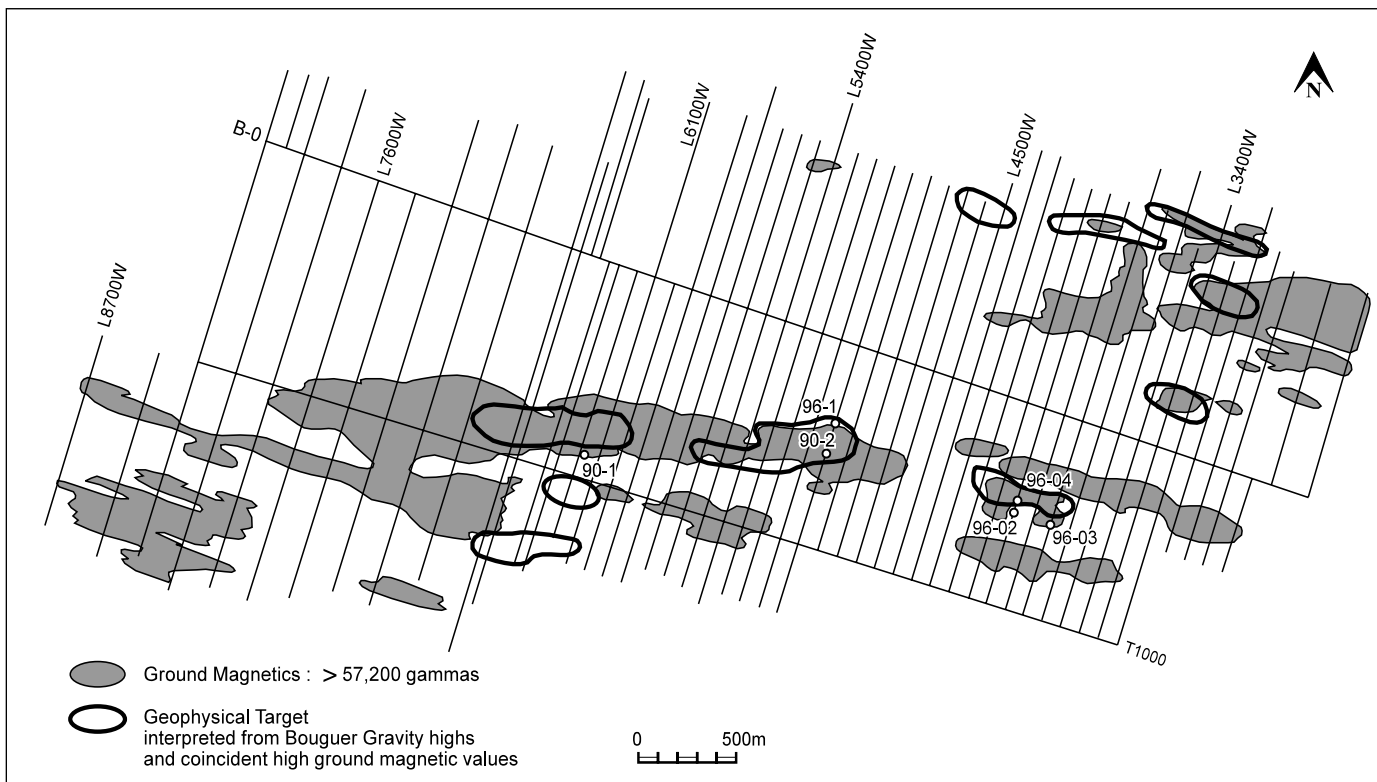 L5400W
N
L6100W
B-0
L7600W
L4500W
L3400W
L8700W
96-1
90-2
90-1
96-04
96-02
96-03
T1000
Ground Magnetics : > 57,200 gammas
Geophysical Target
interpreted from Bouguer Gravity highs
and coincident high ground magnetic values
0 500m